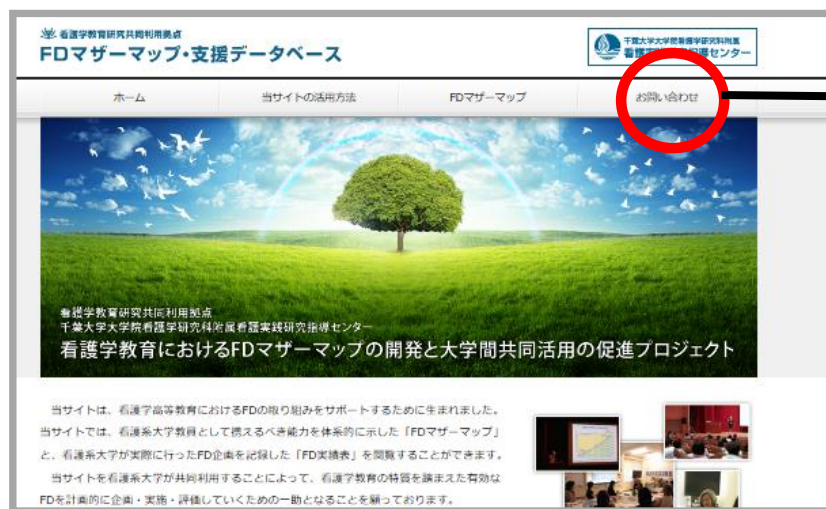 看護学教育研究共同利用拠点
FDマザーマップ・支援データベース
千葉大学大学院看護学研究科附属
看護実践研究指導センター
ホーム
当サイトの活用方法
FDマザーマップ
お問い合わせ
看護学教育研究共同利用拠点
千葉大学大学院看護学研究科附属看護実践研究指導センター
看護学教育におけるFDマザーマップの開発と大学間共同活用の促進プロジェクト
当サイトは、看護学高等教育におけるFDの取り組みをサポートするために生まれました。
当サイトでは、看護系大学教員として携えるべき能力を体系的に示した「FDマザーマップ」
と、看護系大学が実際に行ったFD企画を記録した「FD実績表」を閲覧することができます。
当サイトを看護系大学が共同利用することによって、看護学教育の特質を踏まえた有効な
FDを計画的に企画・実施・評価していくための一助となることを願っております。